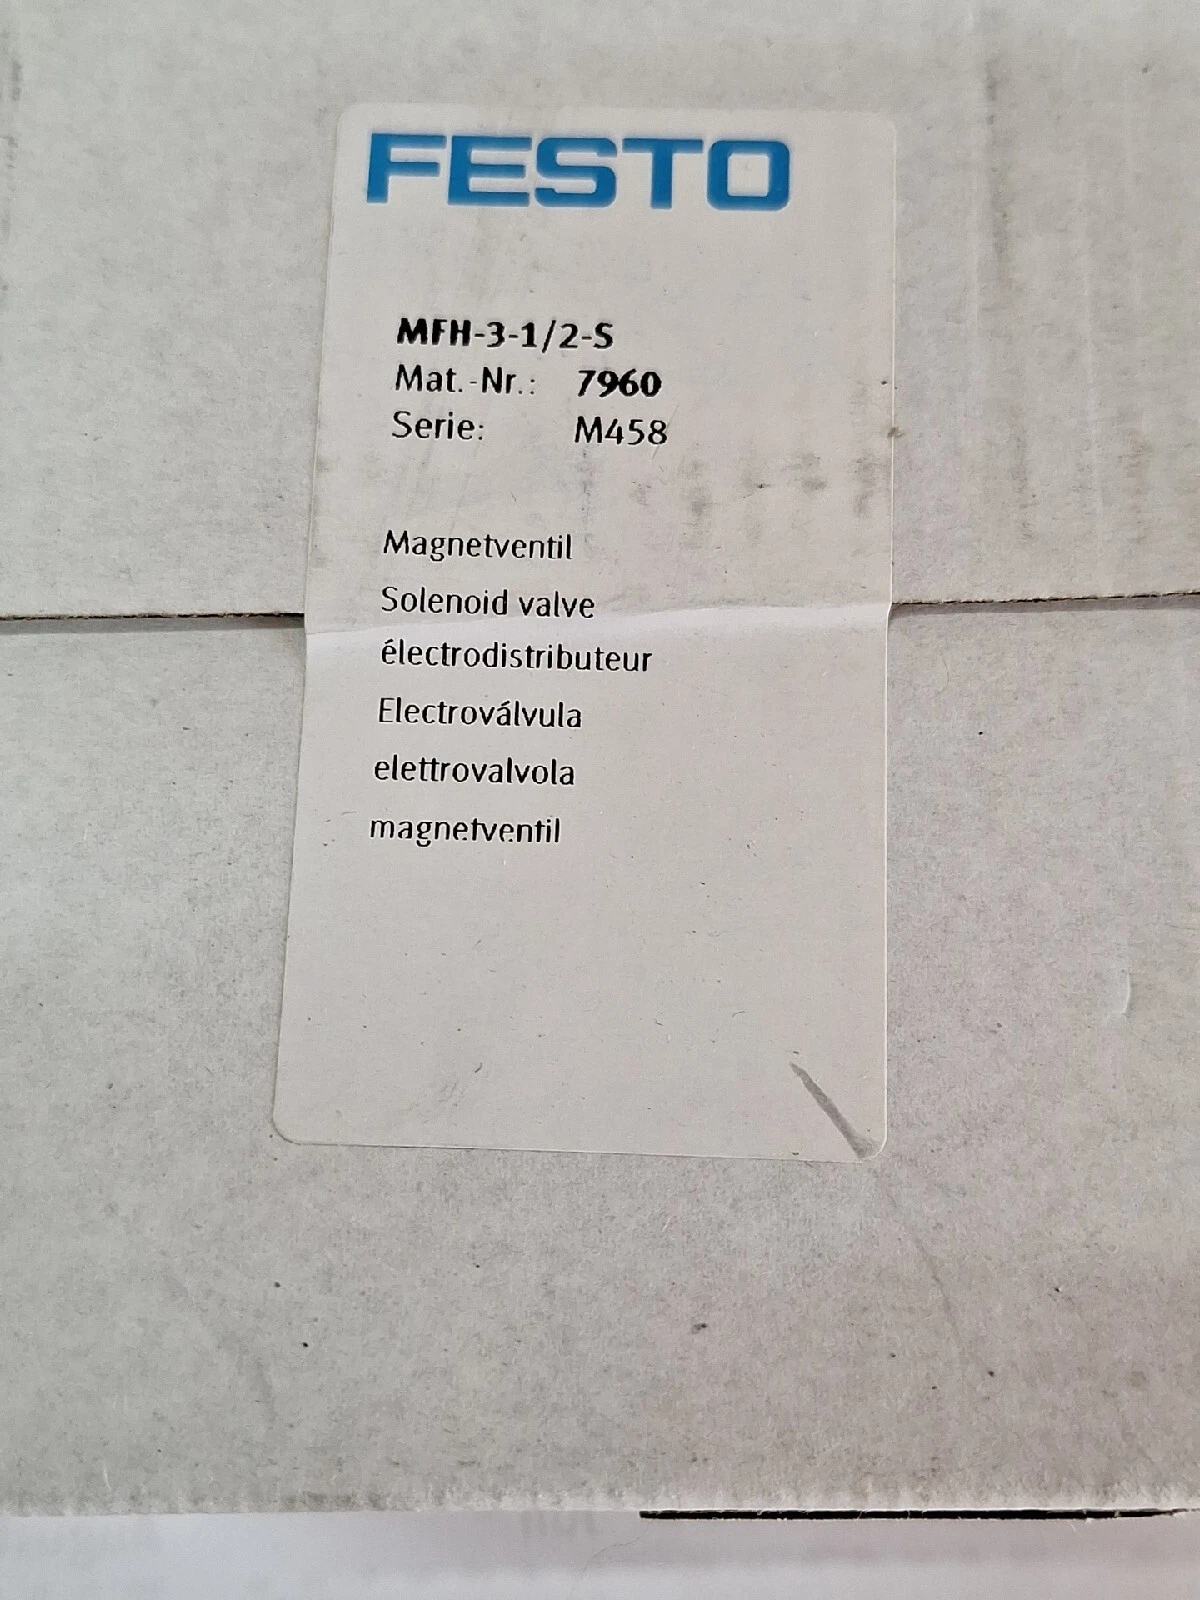 FESTO
MFH-3-1/2-S
Mat.-Nr.: 7960
Serie: M458
Magnetventil
Solenoid valve
électrodistributeur
Electroválvula
elettrovalvola
magnetventil